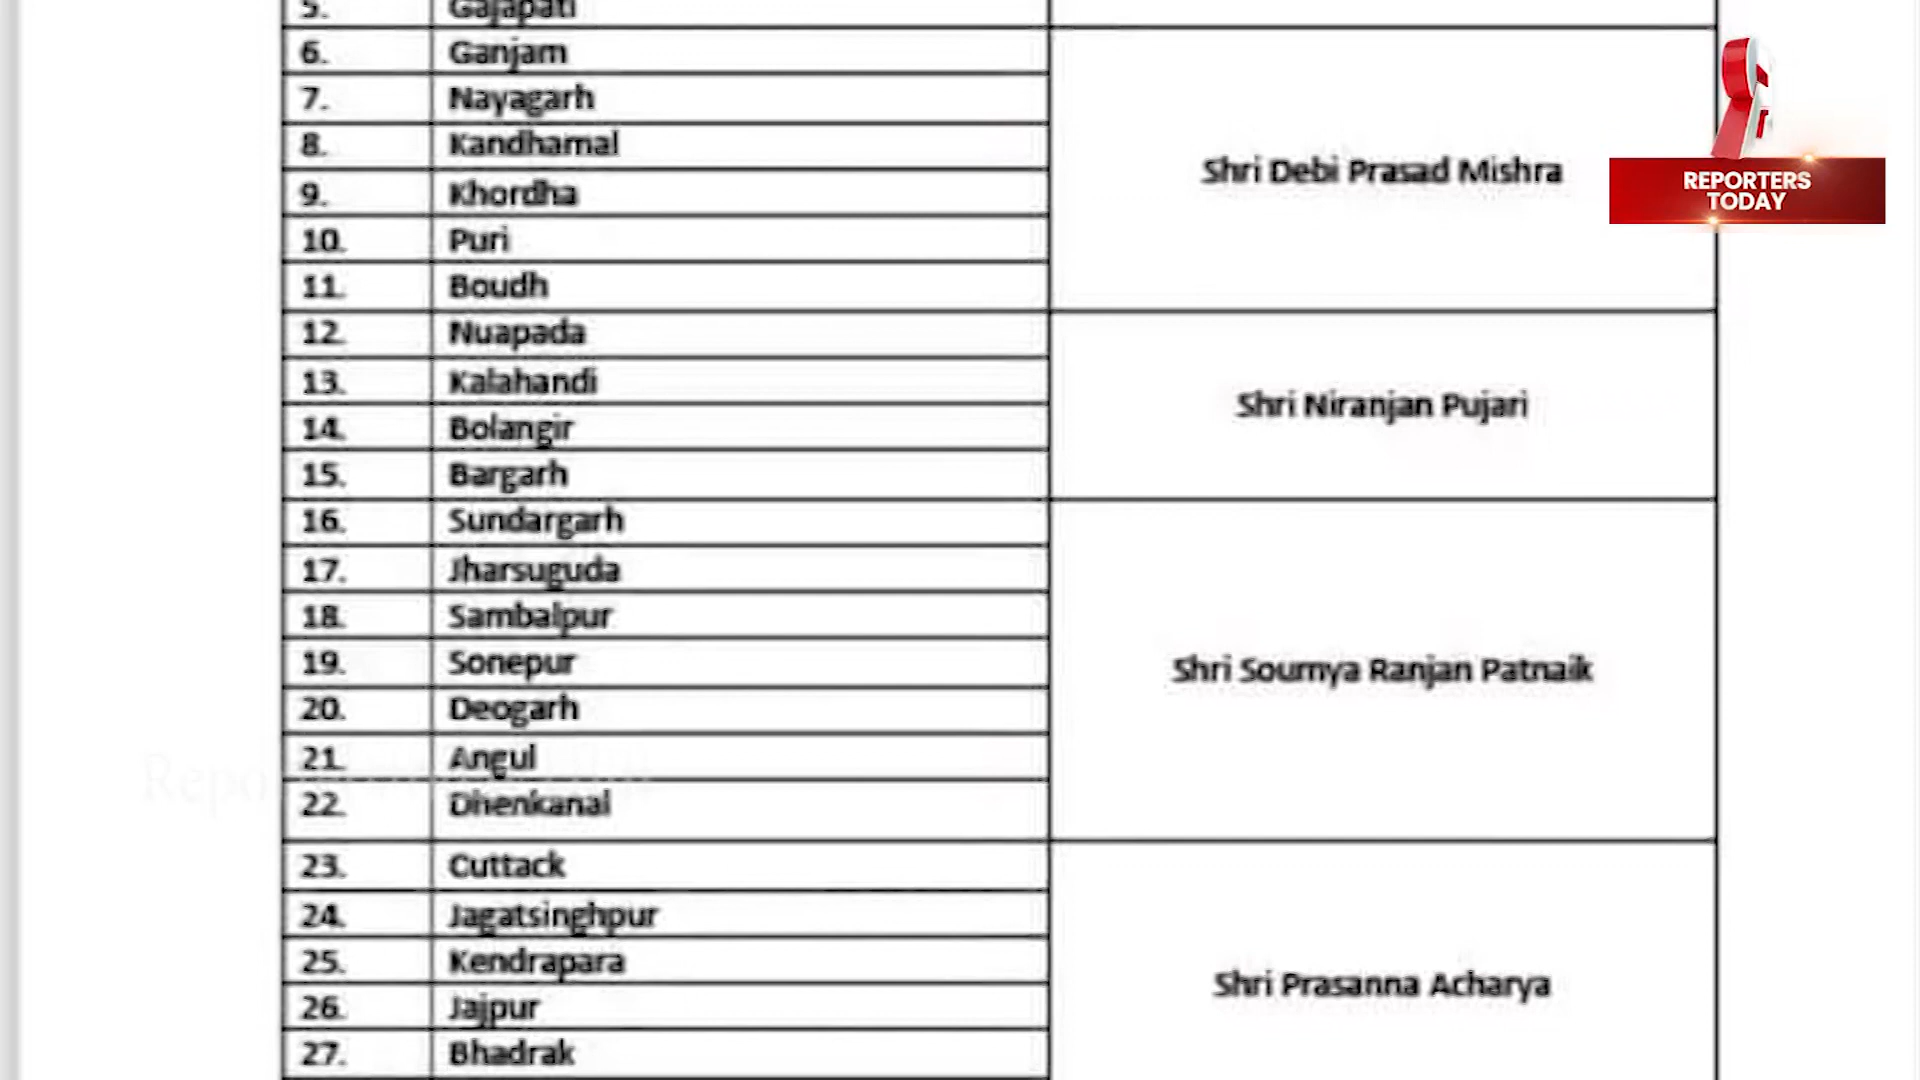 5. Gajapati
6. Ganjam
7. Nayagarh
8. Kandhamal
9. Khordha
10. Puri
11. Boudh
Shri Debi Prasad Mishra
12. Nuapada
13. Kalahandi
14. Bolangir
15. Bargarh
Shri Niranjan Pujari
16. Sundargarh
17. Jharsuguda
18. Sambalpur
19. Sonepur
20. Deogarh
21. Angul
22. Dhenkanal
Shri Soumya Ranjan Patnaik
23. Cuttack
24. Jagatsinghpur
25. Kendrapara
26. Jajpur
27. Bhadrak
Shri Prasanna Acharya
REPORTERS
TODAY